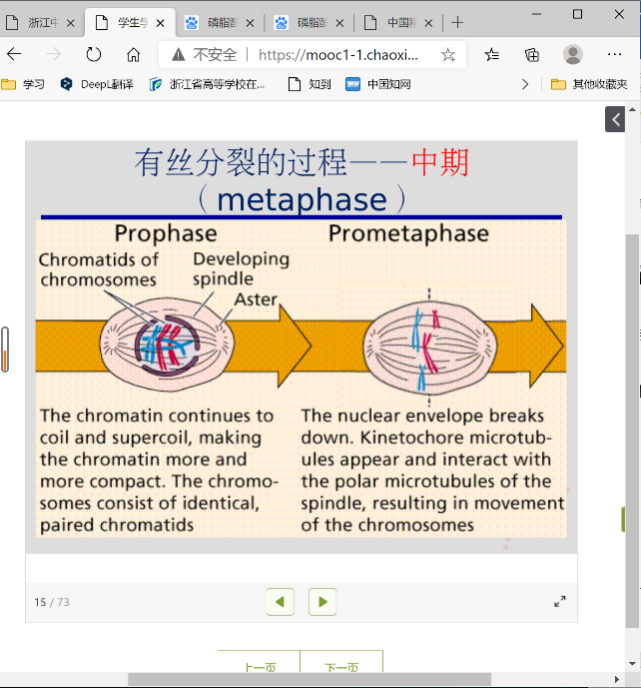 浙江中
学生学
磷脂酰
磷脂酰
中国知
不安全 | https://mooc1-1.chaoxi...
学习
DeepL翻译
浙江省高等学校在...
知到
中国知网
其他收藏夹
有丝分裂的过程——中期
（metaphase）
Prophase
Prometaphase
Chromatids of
chromosomes
Developing
spindle
Aster
The chromatin continues to
coil and supercoil, making
the chromatin more and
more compact. The chromo-
somes consist of identical,
paired chromatids
The nuclear envelope breaks
down. Kinetochore microtub-
ules appear and interact with
the polar microtubules of the
spindle, resulting in movement
of the chromosomes
15 / 73
上一页
下一页